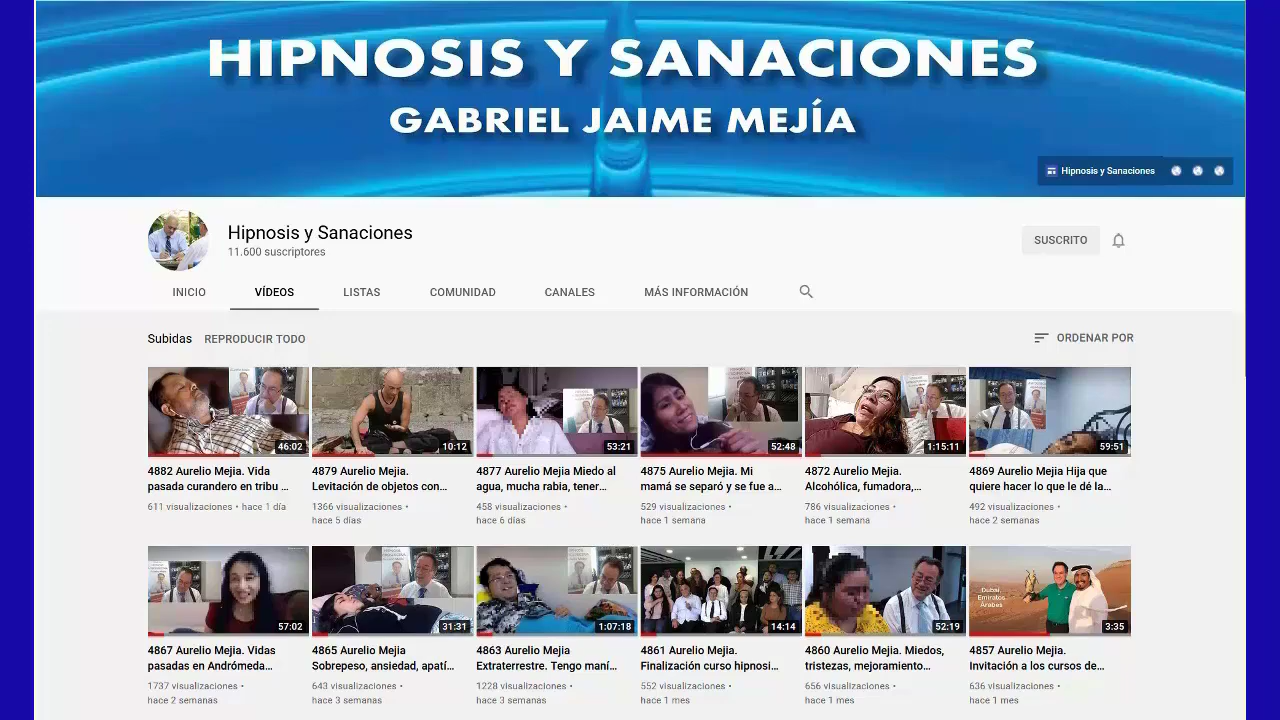 HIPNOSIS Y SANACIONES
GABRIEL JAIME MEJÍA
Hipnosis y Sanaciones
Hipnosis y Sanaciones
11.600 suscriptores
SUSCRITO
INICIO VÍDEOS LISTAS COMUNIDAD CANALES MÁS INFORMACIÓN
Subidas REPRODUCIR TODO ORDENAR POR
46:02 10:12 53:21 52:48 1:15:11 59:51
4882 Aurelio Mejia. Vida
pasada curandero en tribu ...
611 visualizaciones • hace 1 día
4879 Aurelio Mejia.
Levitación de objetos con...
1366 visualizaciones •
hace 5 días
4877 Aurelio Mejia Miedo al
agua, mucha rabia, tener...
458 visualizaciones •
hace 6 días
4875 Aurelio Mejia. Mi
mamá se separó y se fue a...
529 visualizaciones •
hace 1 semana
4872 Aurelio Mejia.
Alcohólica, fumadora,...
786 visualizaciones •
hace 1 semana
4869 Aurelio Mejia Hija que
quiere hacer lo que le dé la...
492 visualizaciones •
hace 2 semanas
Dubai,
Emiratos
Árabes
57:02 31:31 1:07:18 14:14 52:19 3:35
4867 Aurelio Mejia. Vidas
pasadas en Andrómeda...
1737 visualizaciones •
hace 2 semanas
4865 Aurelio Mejia
Sobrepeso, ansiedad, apatí...
643 visualizaciones •
hace 3 semanas
4863 Aurelio Mejia
Extraterrestre. Tengo maní...
1228 visualizaciones •
hace 3 semanas
4861 Aurelio Mejia.
Finalización curso hipnosi...
552 visualizaciones •
hace 1 mes
4860 Aurelio Mejia. Miedos,
tristezas, mejoramiento...
656 visualizaciones •
hace 1 mes
4857 Aurelio Mejia.
Invitación a los cursos de...
636 visualizaciones •
hace 1 mes